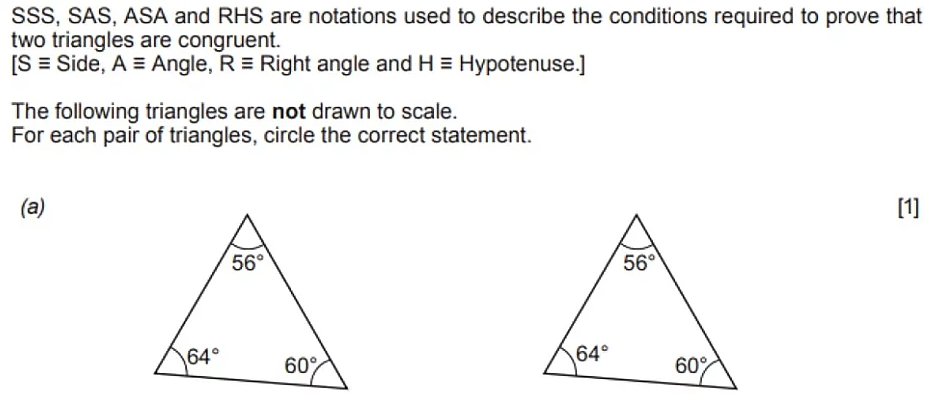 SSS, SAS, ASA and RHS are notations used to describe the conditions required to prove that
two triangles are congruent.
[S ≡ Side, A ≡ Angle, R ≡ Right angle and H ≡ Hypotenuse.]
The following triangles are not drawn to scale.
For each pair of triangles, circle the correct statement.
(a) [1]
56° 56°
64° 60° 64° 60°